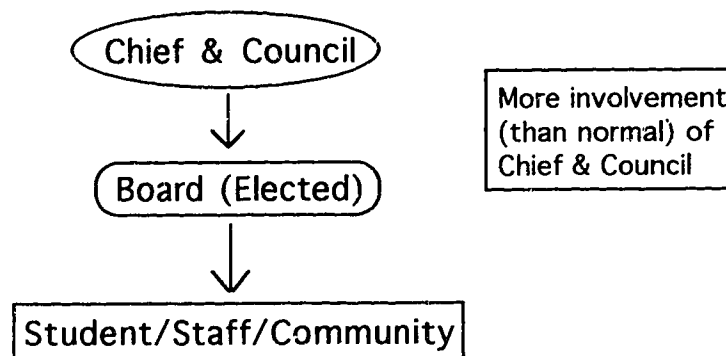 Chief & Council
More involvement
(than normal) of
Chief & Council
Board (Elected)
Student/Staff/Community